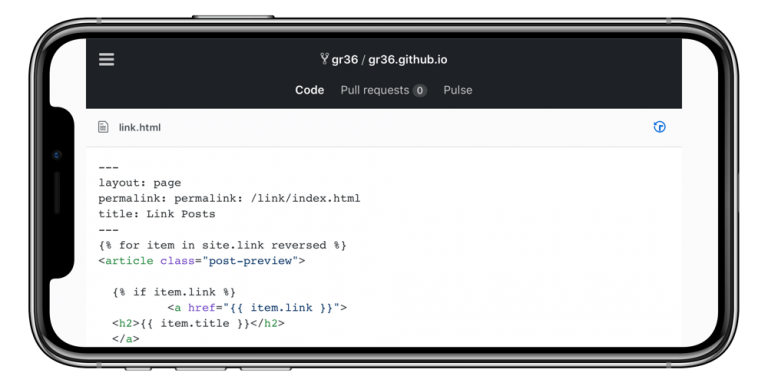 gr36 / gr36.github.io
Code Pull requests 0 Pulse
link.html
---
layout: page
permalink: permalink: /link/index.html
title: Link Posts
---
{% for item in site.link reversed %}
<article class="post-preview">
{% if item.link %}
<a href="{{ item.link }}">
<h2>{{ item.title }}</h2>
</a>